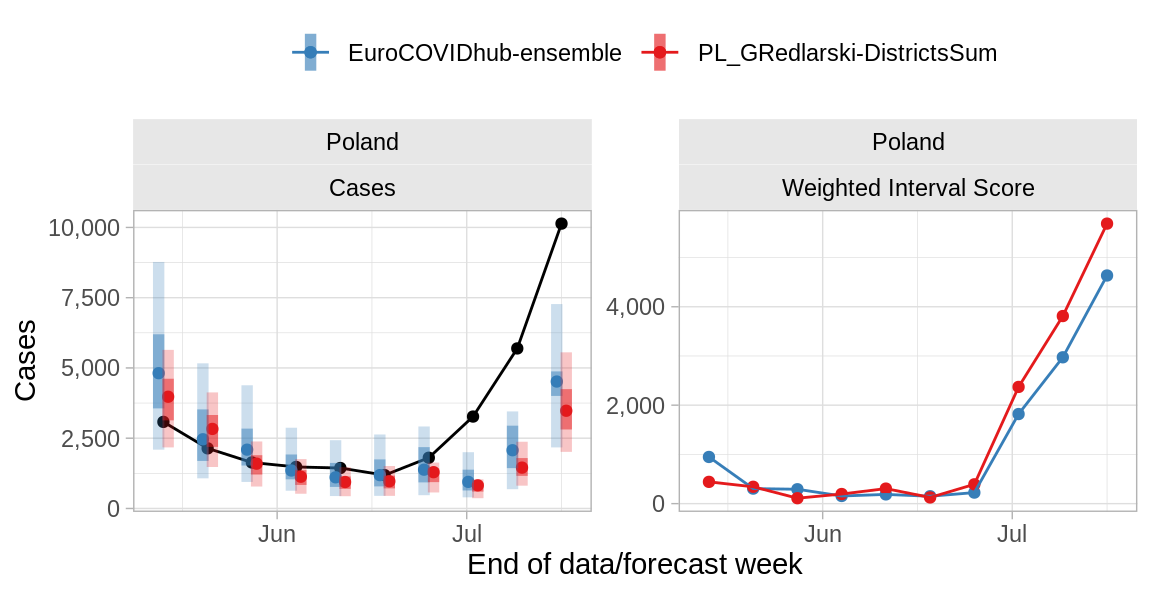 EuroCOVIDhub-ensemble PL_GRedlarski-DistrictsSum
Poland
Cases
Poland
Weighted Interval Score
Cases
10,000
7,500
5,000
2,500
0
4,000
2,000
0
Jun Jul
Jun Jul
End of data/forecast week